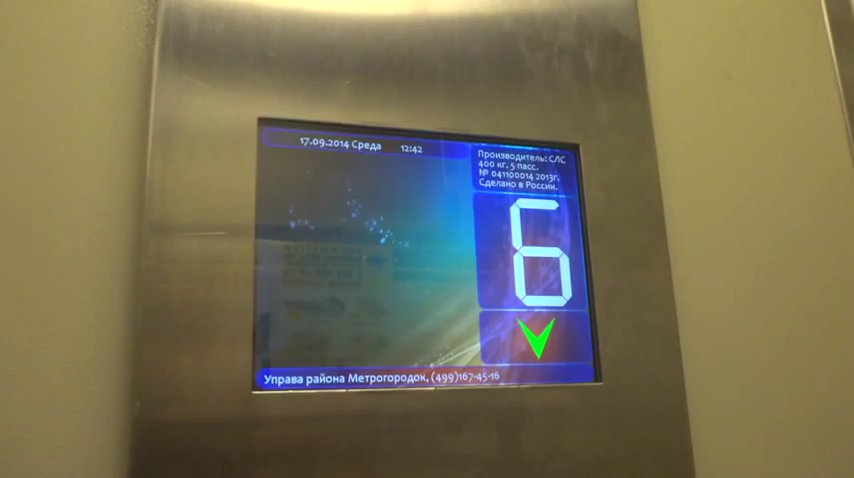 17.09.2014 Среда 12:42
Производитель: СЛС
400 кг. 5 пасс.
№ 041100014 2013г.
Сделано в России.
6
Управа района Метрогородок, (499)167-45-16